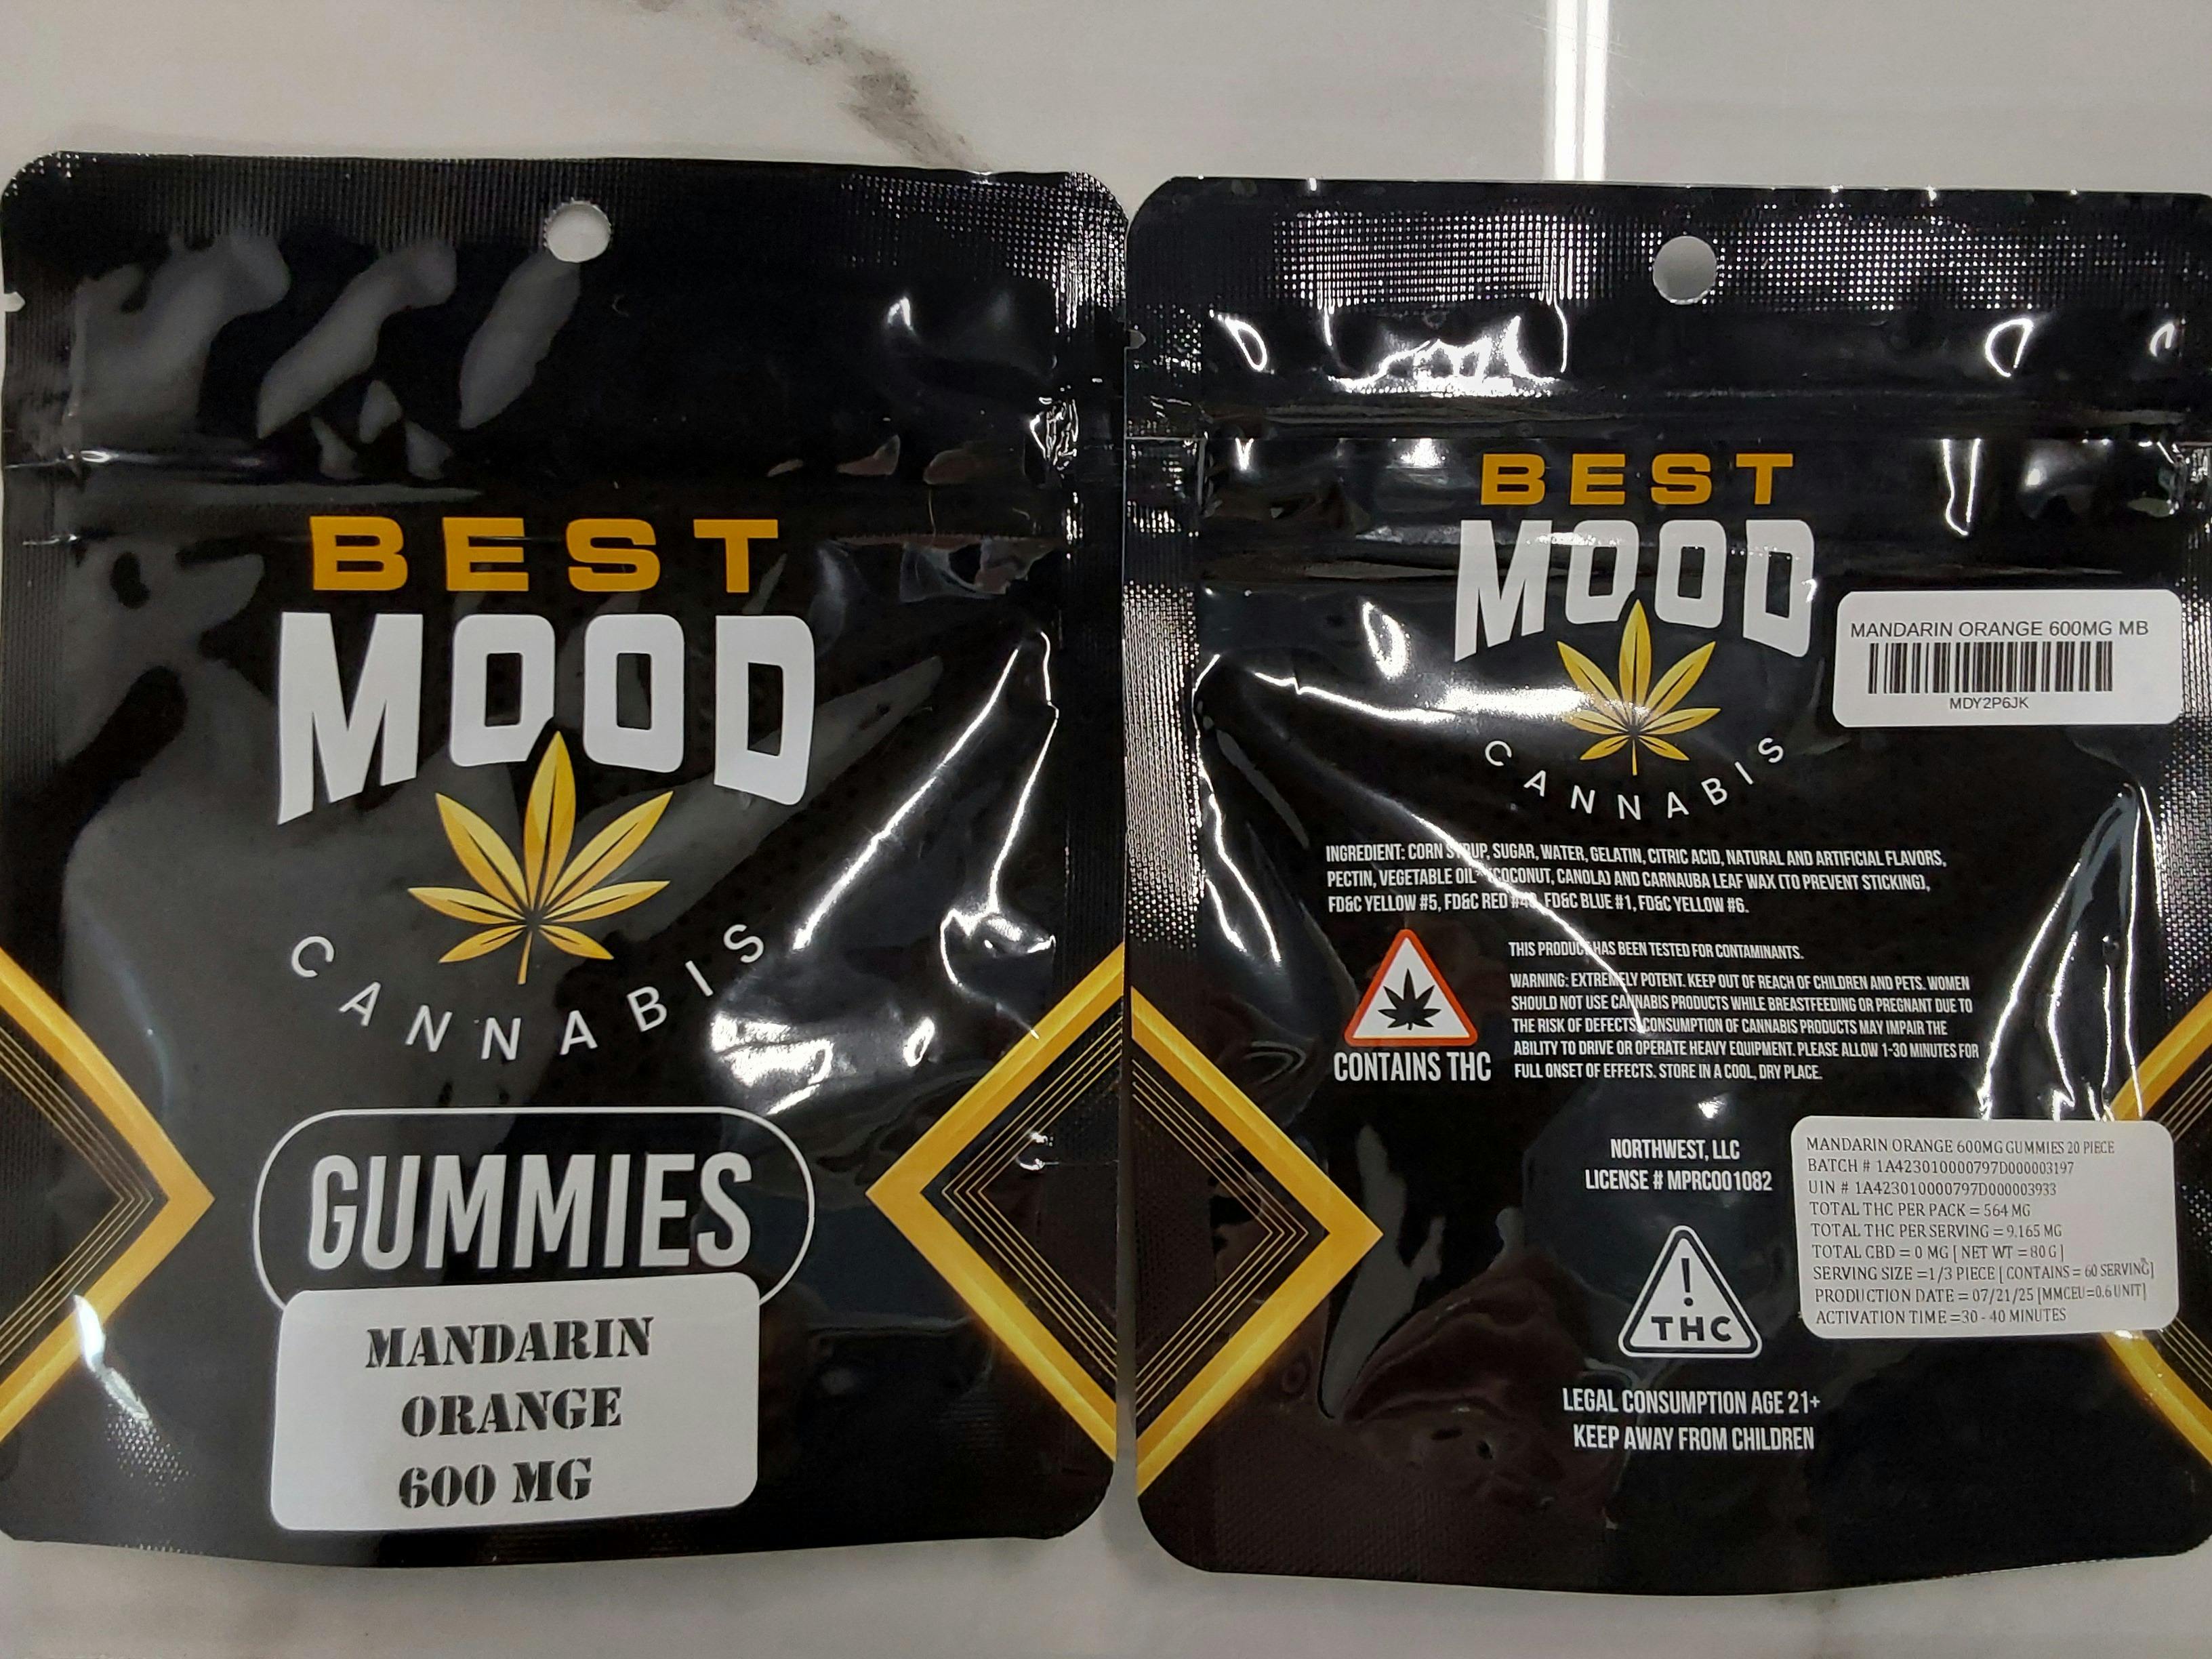 BEST
MOOD
CANNABIS
GUMMIES
MANDARIN
ORANGE
600 MG
BEST
MOOD
CANNABIS
MANDARIN ORANGE 600MG MB
MDY2P6JK
INGREDIENT: CORN SYRUP, SUGAR, WATER, GELATIN, CITRIC ACID, NATURAL AND ARTIFICIAL FLAVORS,
PECTIN, VEGETABLE OIL (COCONUT, CANOLA) AND CARNAUBA LEAF WAX (TO PREVENT STICKING),
FD&C YELLOW #5, FD&C RED #40, FD&C BLUE #1, FD&C YELLOW #6.
THIS PRODUCT HAS BEEN TESTED FOR CONTAMINANTS.
WARNING: EXTREMELY POTENT. KEEP OUT OF REACH OF CHILDREN AND PETS. WOMEN
SHOULD NOT USE CANNABIS PRODUCTS WHILE BREASTFEEDING OR PREGNANT DUE TO
THE RISK OF DEFECTS. CONSUMPTION OF CANNABIS PRODUCTS MAY IMPAIR THE
ABILITY TO DRIVE OR OPERATE HEAVY EQUIPMENT. PLEASE ALLOW 1-30 MINUTES FOR
FULL ONSET OF EFFECTS. STORE IN A COOL, DRY PLACE.
CONTAINS THC
NORTHWEST, LLC
LICENSE # MPRC001082
! THC
LEGAL CONSUMPTION AGE 21+
KEEP AWAY FROM CHILDREN
MANDARIN ORANGE 600MG GUMMIES 20 PIECE
BATCH # 1A423010000797D000003197
UIN # 1A423010000797D000003933
TOTAL THC PER PACK = 564 MG
TOTAL THC PER SERVING = 9.165 MG
TOTAL CBD = 0 MG [ NET WT = 80 G ]
SERVING SIZE =1/3 PIECE [ CONTAINS = 60 SERVING]
PRODUCTION DATE = 07/21/25 [MMCEU=0.6 UNIT]
ACTIVATION TIME =30 - 40 MINUTES